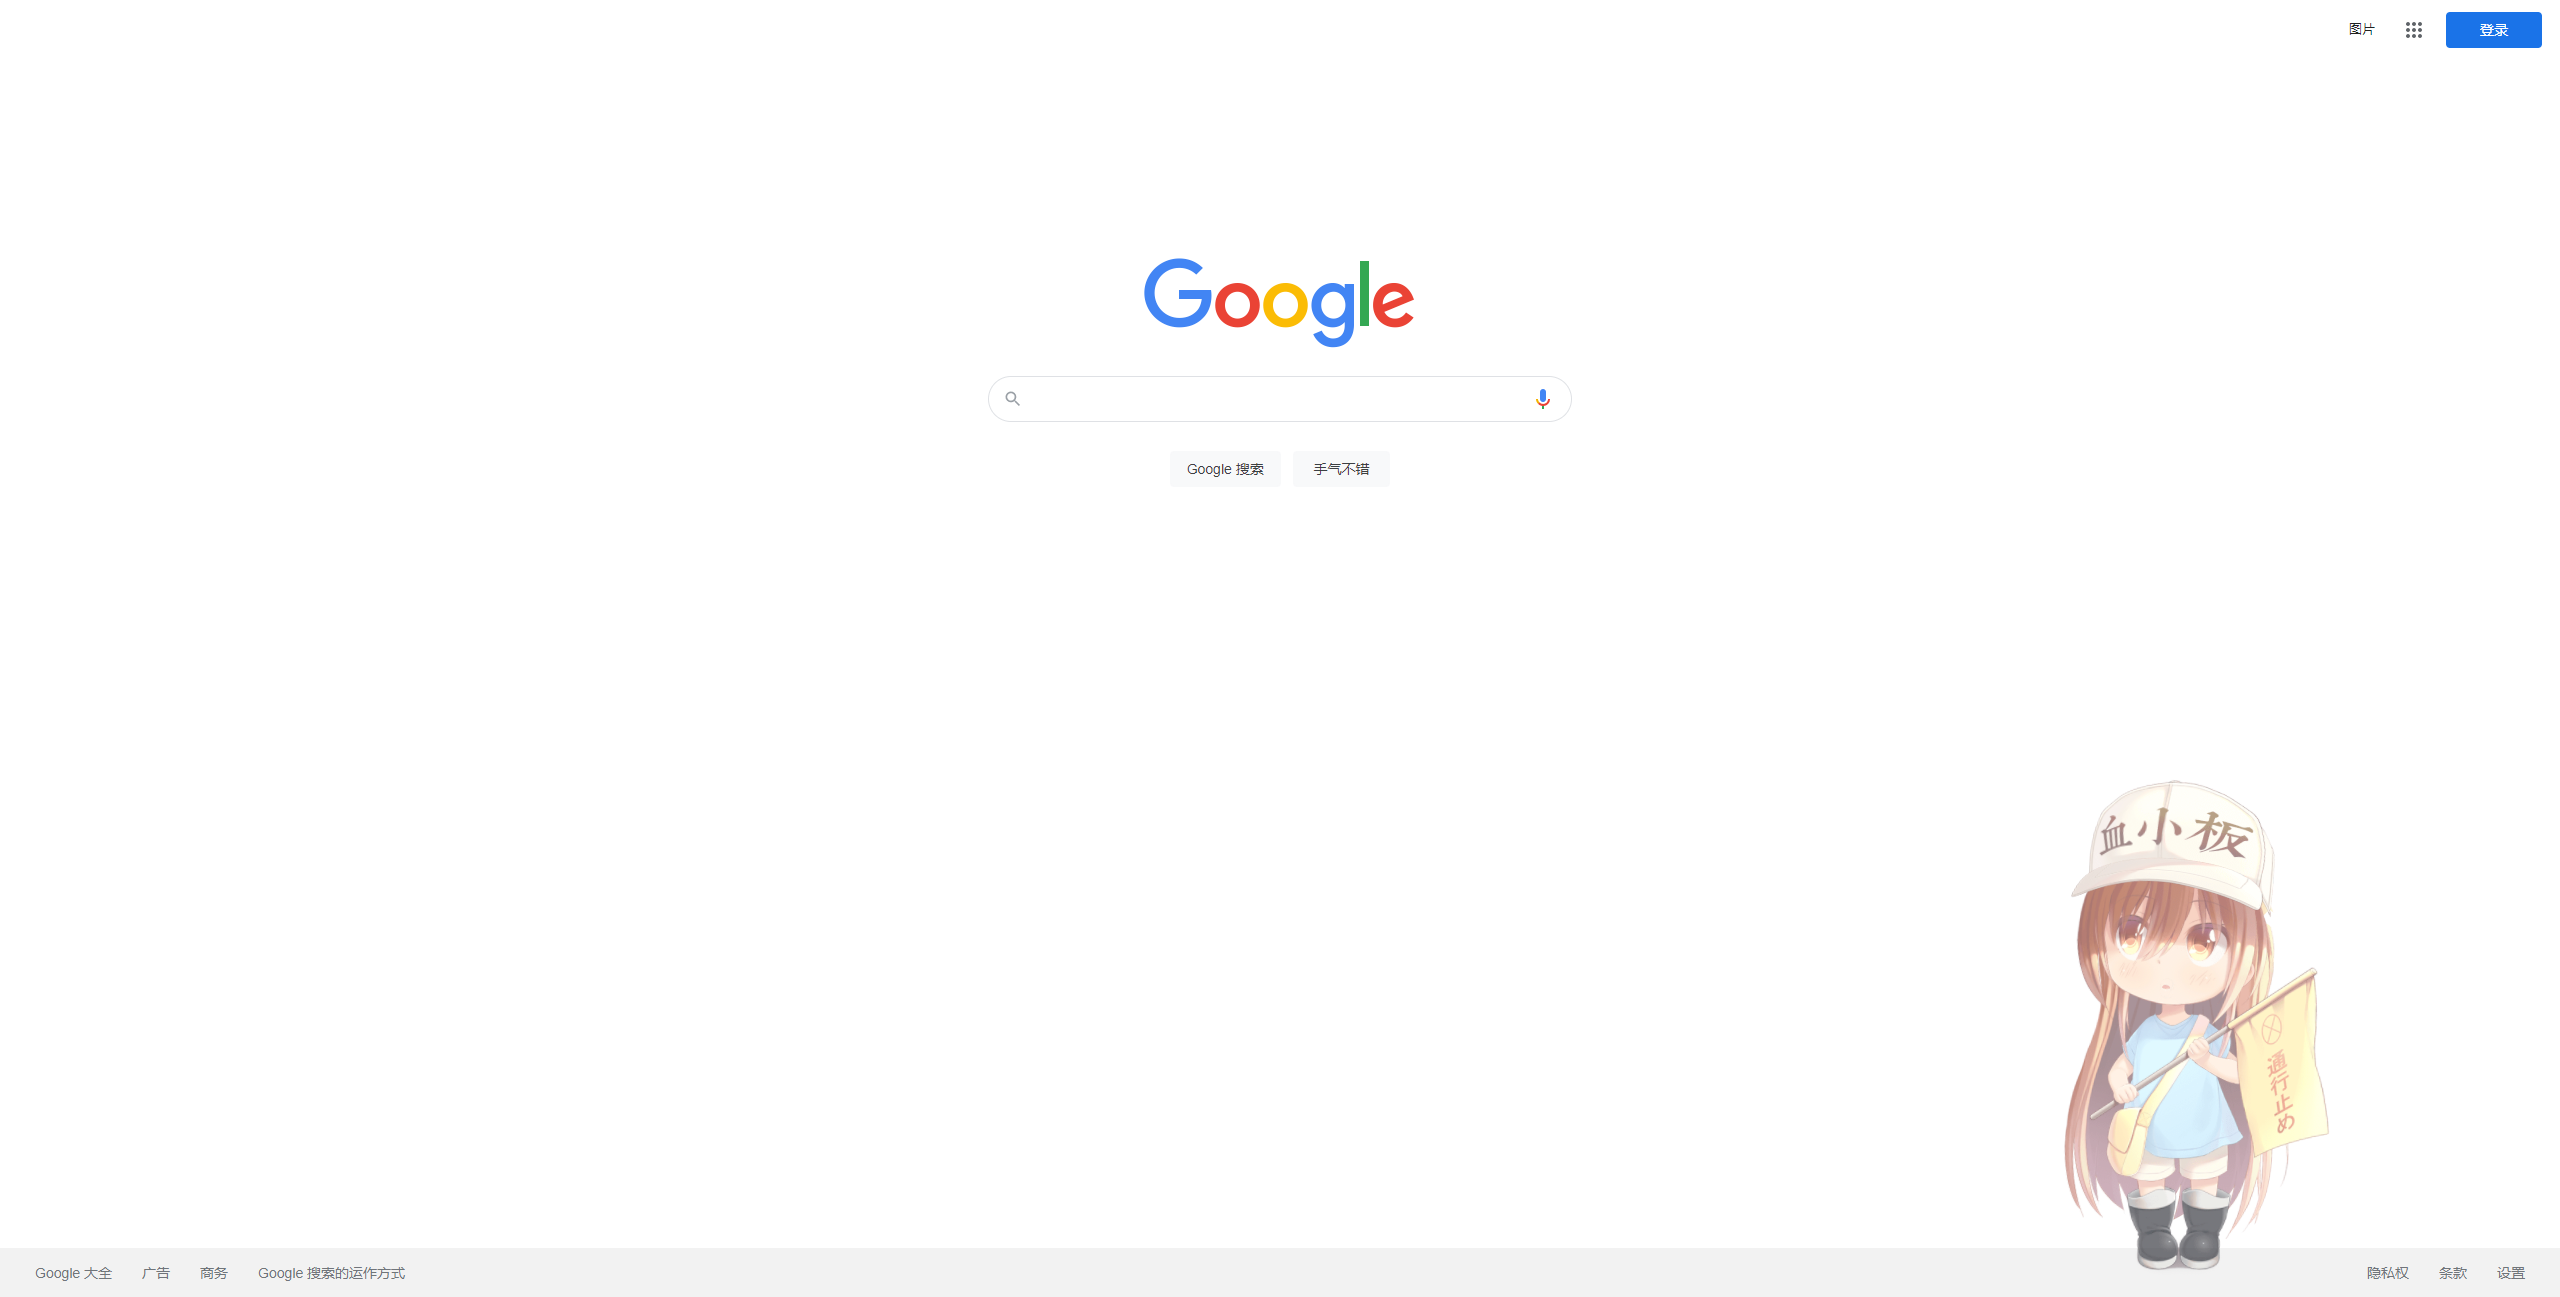 图片
登录
Google
Google 搜索
手气不错
血小板
通行止め
Google 大全
广告
商务
Google 搜索的运作方式
隐私权
条款
设置